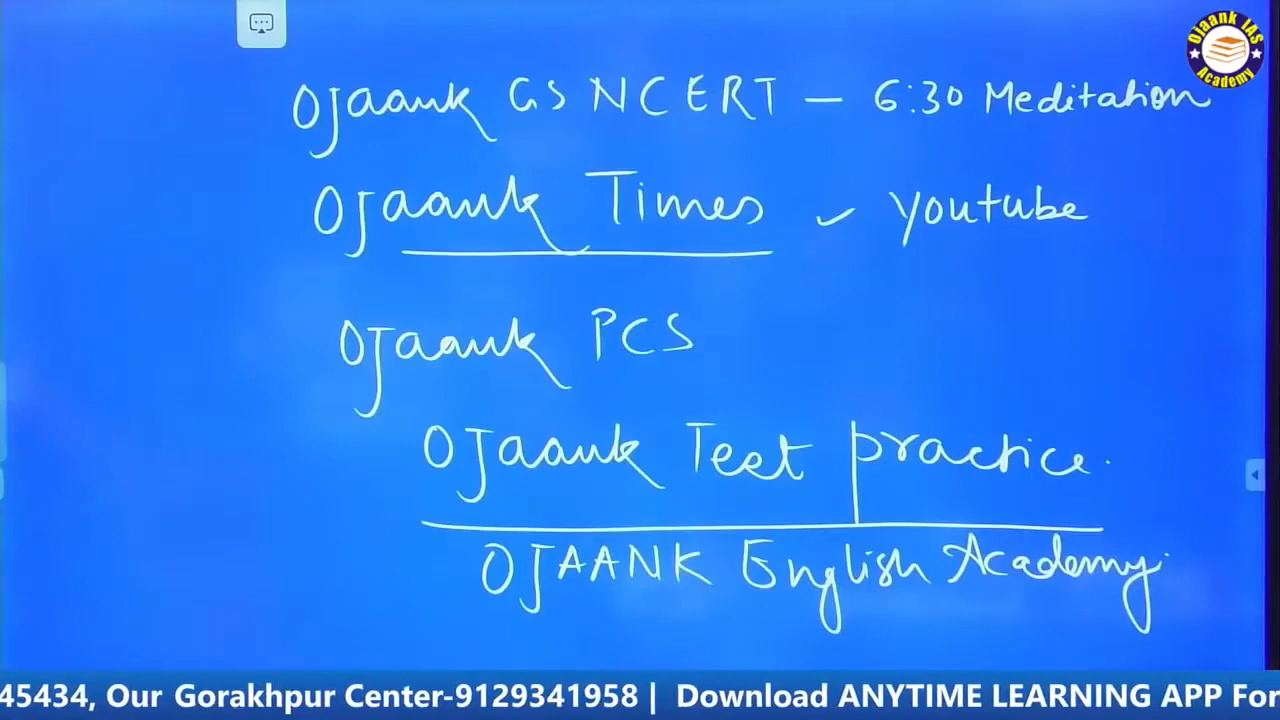 Ojaank IAS
Academy
Ojaank GS NCERT – 6:30 Meditation
Ojaank Times ✓ Youtube
Ojaank PCS
Ojaank Test practice.
OJAANK English Academy.
45434, Our Gorakhpur Center-9129341958 | Download ANYTIME LEARNING APP For